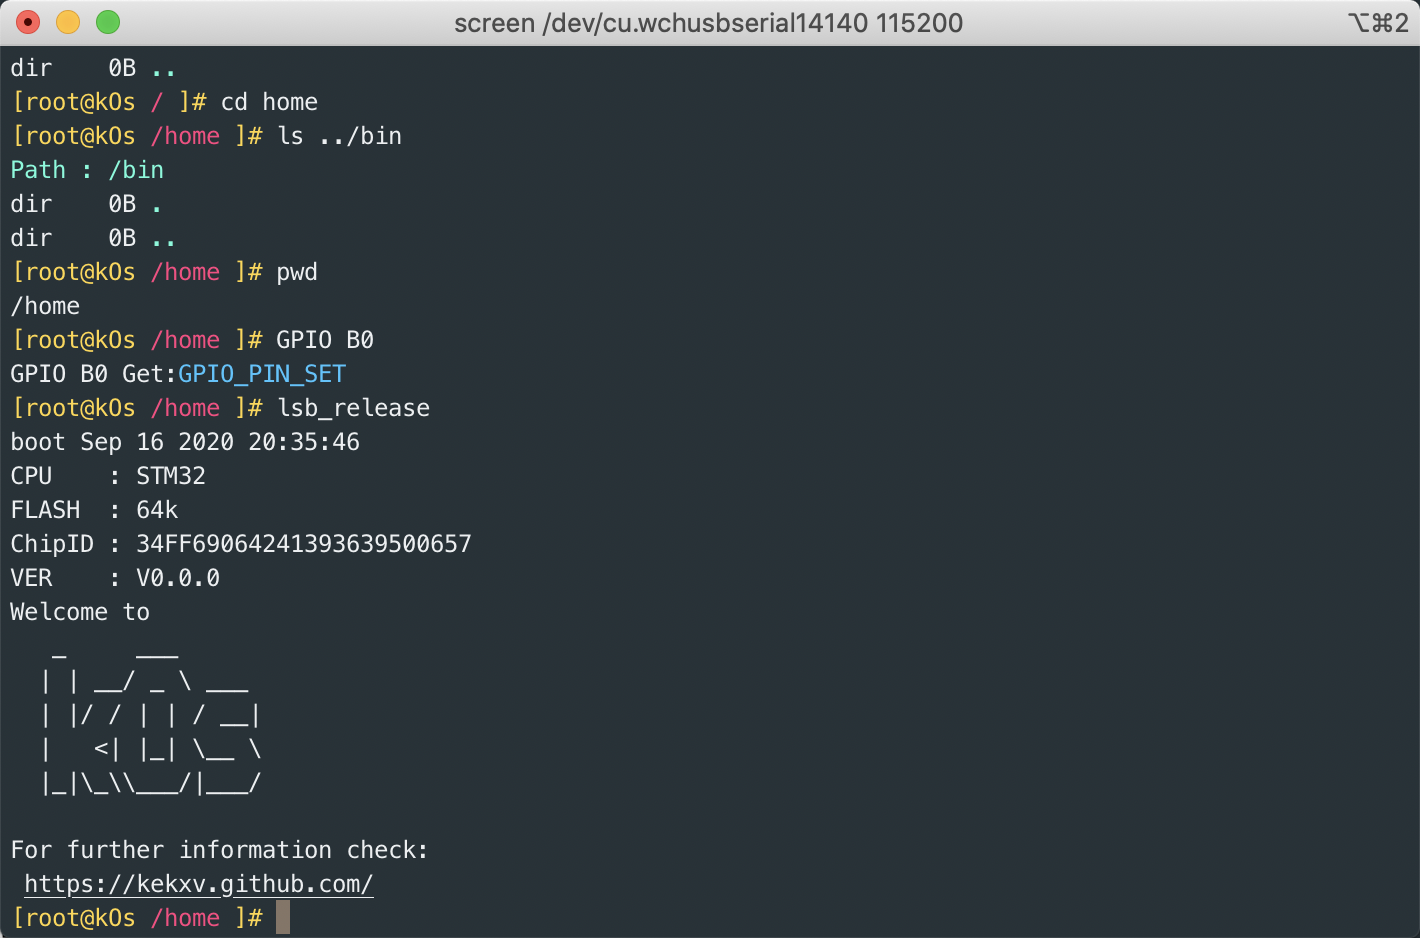 screen /dev/cu.wchusbserial14140 115200 ⌥⌘2
dir    0B ..
[root@kOs / ]# cd home
[root@kOs /home ]# ls ../bin
Path : /bin
dir    0B .
dir    0B ..
[root@kOs /home ]# pwd
/home
[root@kOs /home ]# GPIO B0
GPIO B0 Get:GPIO_PIN_SET
[root@kOs /home ]# lsb_release
boot Sep 16 2020 20:35:46
CPU    : STM32
FLASH  : 64k
ChipID : 34FF69064241393639500657
VER    : V0.0.0
Welcome to
   _     ___
  | | __/ _ \ ___
  | |/ / | | / __|
  |   <| |_| \__ \
  |_|\_\\___/|___/
For further information check:
 https://kekxv.github.com/
[root@kOs /home ]#